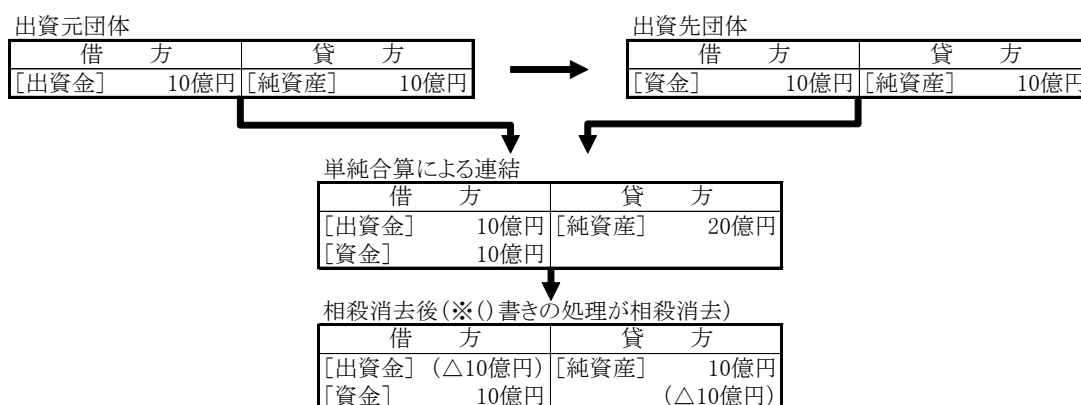 出資元団体
借 方 貸 方
[出資金] 10億円 [純資産] 10億円
出資先団体
借 方 貸 方
[資金] 10億円 [純資産] 10億円
単純合算による連結
借 方 貸 方
[出資金] 10億円 [純資産] 20億円
[資金] 10億円
相殺消去後(※()書きの処理が相殺消去)
借 方 貸 方
[出資金] (△10億円) [純資産] 10億円
[資金] 10億円 (△10億円)